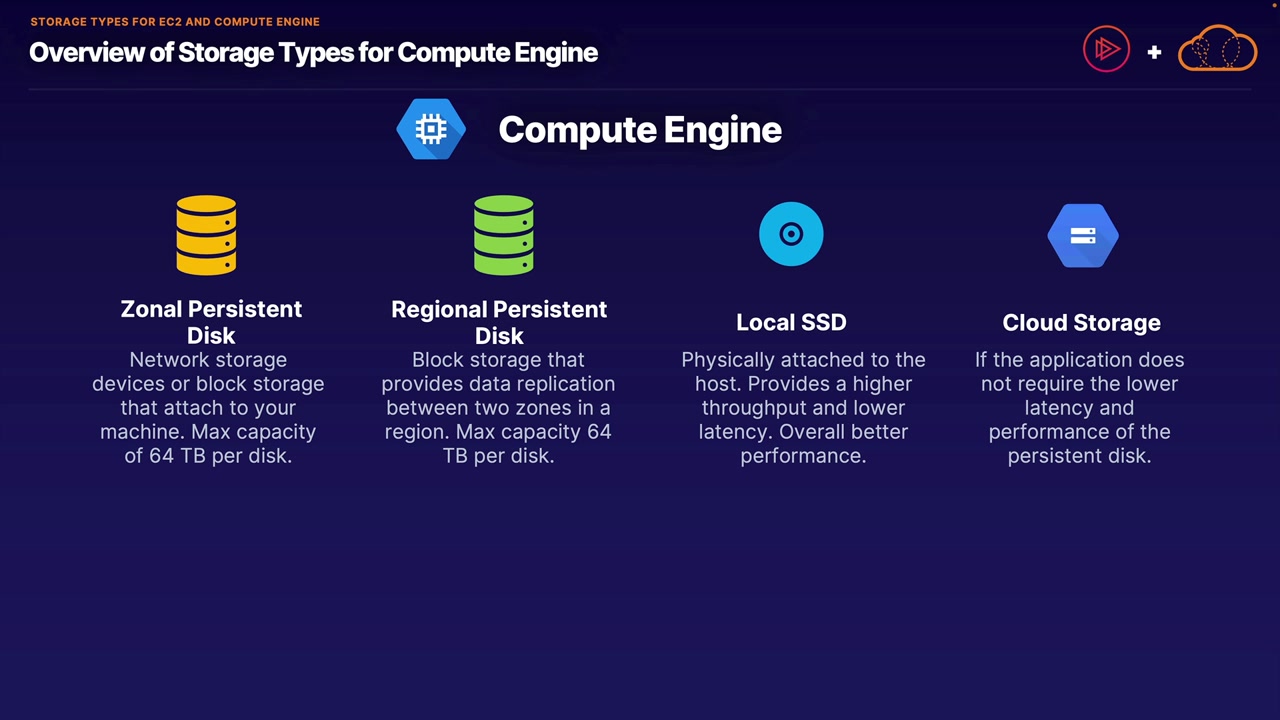 STORAGE TYPES FOR EC2 AND COMPUTE ENGINE
Overview of Storage Types for Compute Engine
+
Compute Engine
Zonal Persistent
Disk
Network storage
devices or block storage
that attach to your
machine. Max capacity
of 64 TB per disk.
Regional Persistent
Disk
Block storage that
provides data replication
between two zones in a
region. Max capacity 64
TB per disk.
Local SSD
Physically attached to the
host. Provides a higher
throughput and lower
latency. Overall better
performance.
Cloud Storage
If the application does
not require the lower
latency and
performance of the
persistent disk.